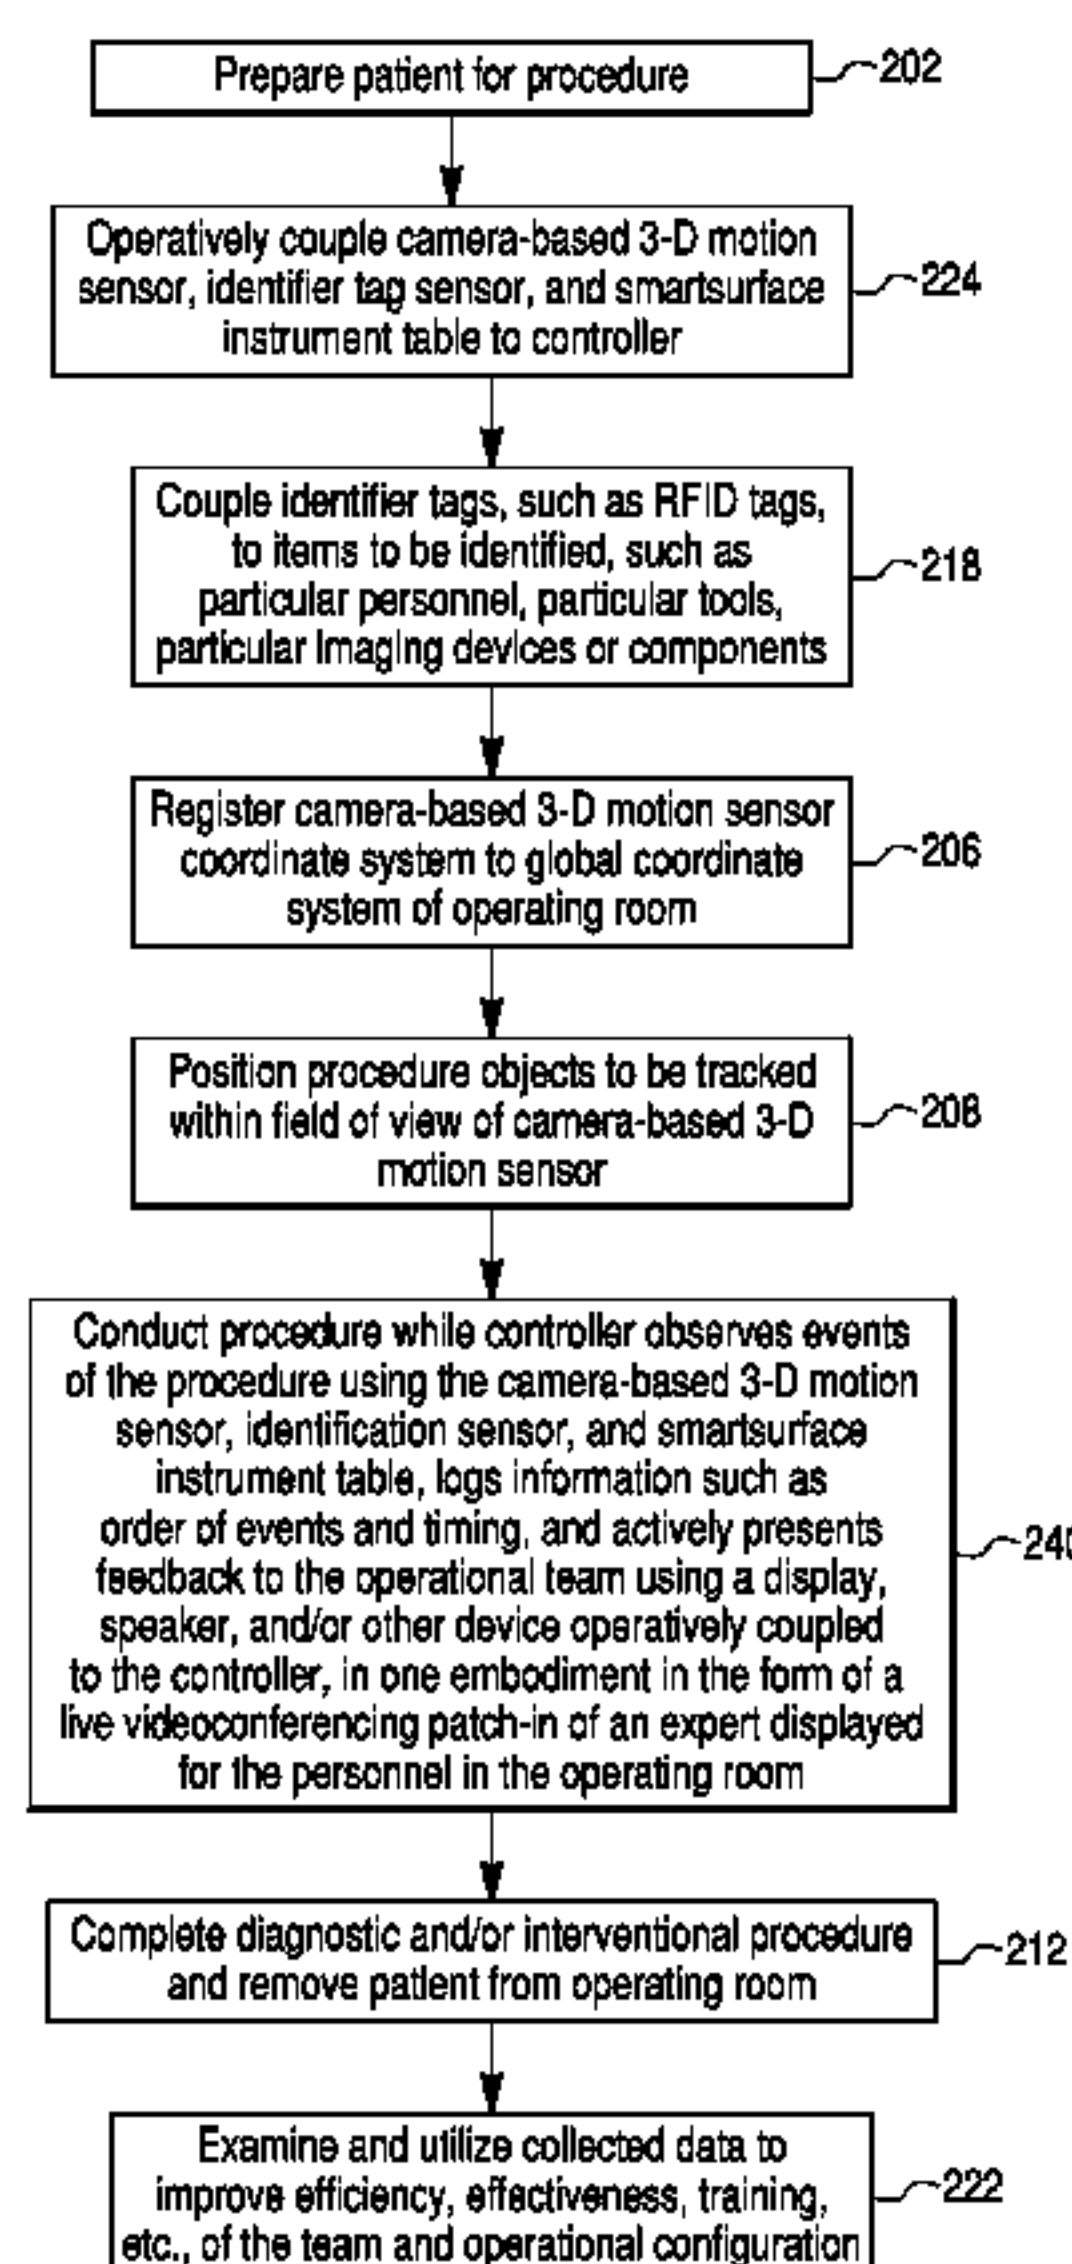 Prepare patient for procedure
202
Operatively couple camera-based 3-D motion
sensor, identifier tag sensor, and smartsurface
instrument table to controller
224
Couple identifier tags, such as RFID tags,
to items to be identified, such as
particular personnel, particular tools,
particular imaging devices or components
218
Register camera-based 3-D motion sensor
coordinate system to global coordinate
system of operating room
206
Position procedure objects to be tracked
within field of view of camera-based 3-D
motion sensor
208
Conduct procedure while controller observes events
of the procedure using the camera-based 3-D motion
sensor, identification sensor, and smartsurface
instrument table, logs information such as
order of events and timing, and actively presents
feedback to the operational team using a display,
speaker, and/or other device operatively coupled
to the controller, in one embodiment in the form of a
live videoconferencing patch-in of an expert displayed
for the personnel in the operating room
240
Complete diagnostic and/or interventional procedure
and remove patient from operating room
212
Examine and utilize collected data to
improve efficiency, effectiveness, training,
etc., of the team and operational configuration
222